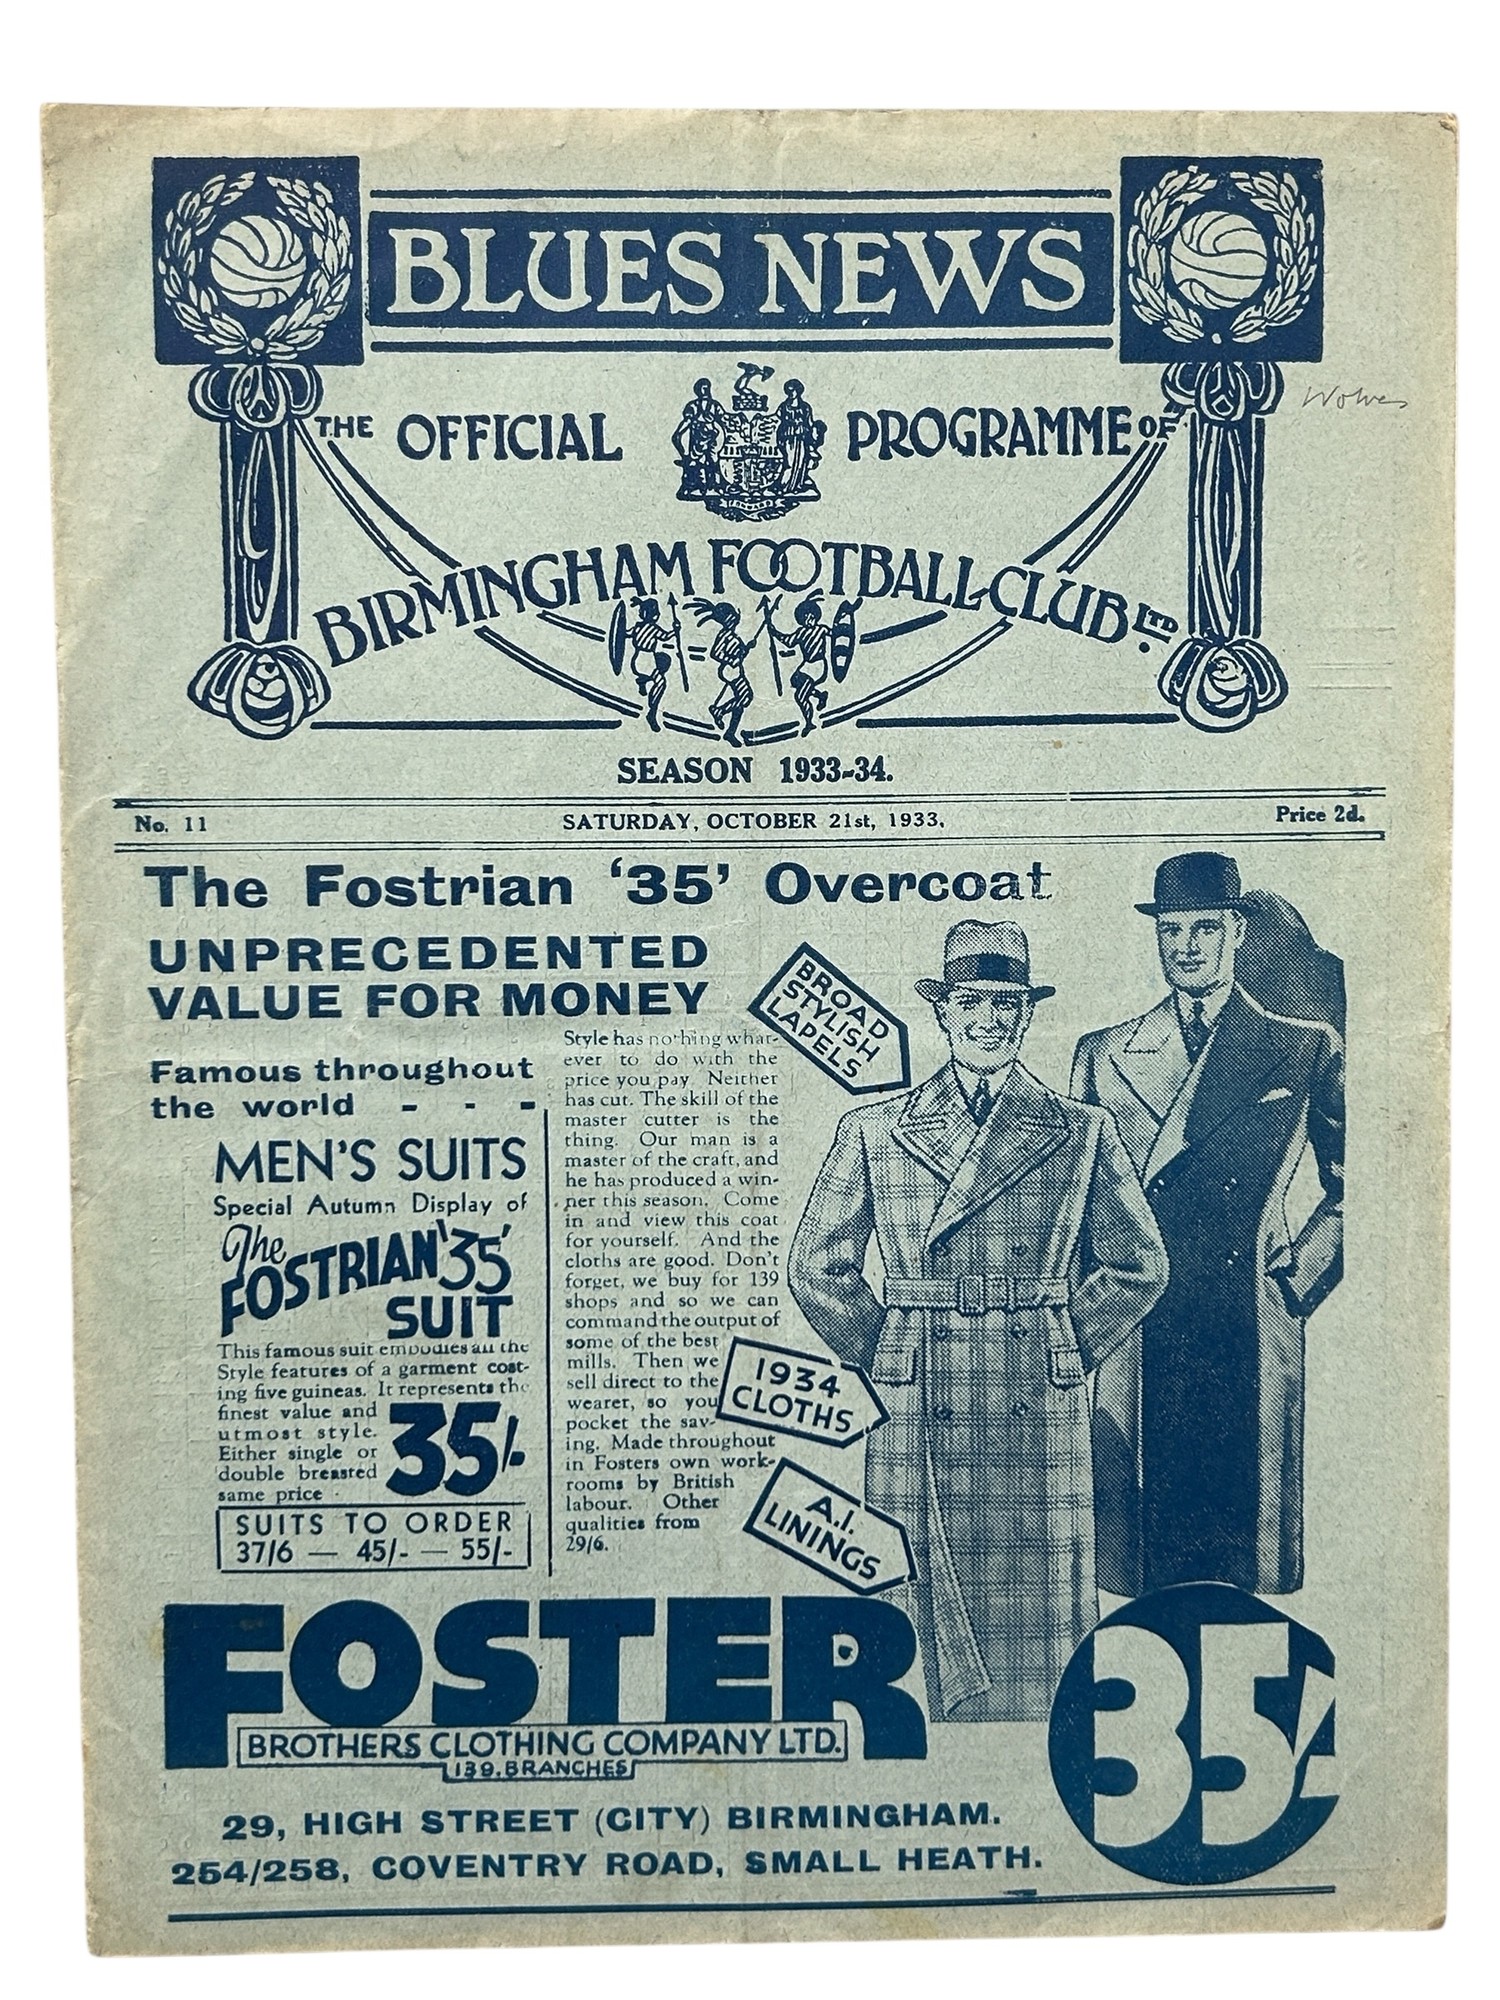 BLUES NEWS
THE OFFICIAL PROGRAMME OF
FORWARD
Wolves
BIRMINGHAM FOOTBALL CLUB LTD.
SEASON 1933-34.
No. 11 SATURDAY, OCTOBER 21st, 1933. Price 2d.
The Fostrian '35' Overcoat
UNPRECEDENTED
VALUE FOR MONEY
Famous throughout
the world - - -
MEN'S SUITS
Special Autumn Display of
The
FOSTRIAN '35'
SUIT
This famous suit embodies all the
Style features of a garment cost-
ing five guineas. It represents the
finest value and
utmost style.
Either single or
double breasted
same price
35/-
SUITS TO ORDER
37/6 — 45/- — 55/-
Style has nothing what-
ever to do with the
price you pay Neither
has cut. The skill of the
master cutter is the
thing. Our man is a
master of the craft, and
he has produced a win-
ner this season. Come
in and view this coat
for yourself. And the
cloths are good. Don't
forget, we buy for 139
shops and so we can
command the output of
some of the best
mills. Then we
sell direct to the
wearer, so you
pocket the sav-
ing. Made throughout
in Fosters own work-
rooms by British
labour. Other
qualities from
29/6.
BROAD
STYLISH
LAPELS
1934
CLOTHS
A.I.
LININGS
FOSTER
BROTHERS CLOTHING COMPANY LTD.
139. BRANCHES
35/-
29, HIGH STREET (CITY) BIRMINGHAM.
254/258, COVENTRY ROAD, SMALL HEATH.